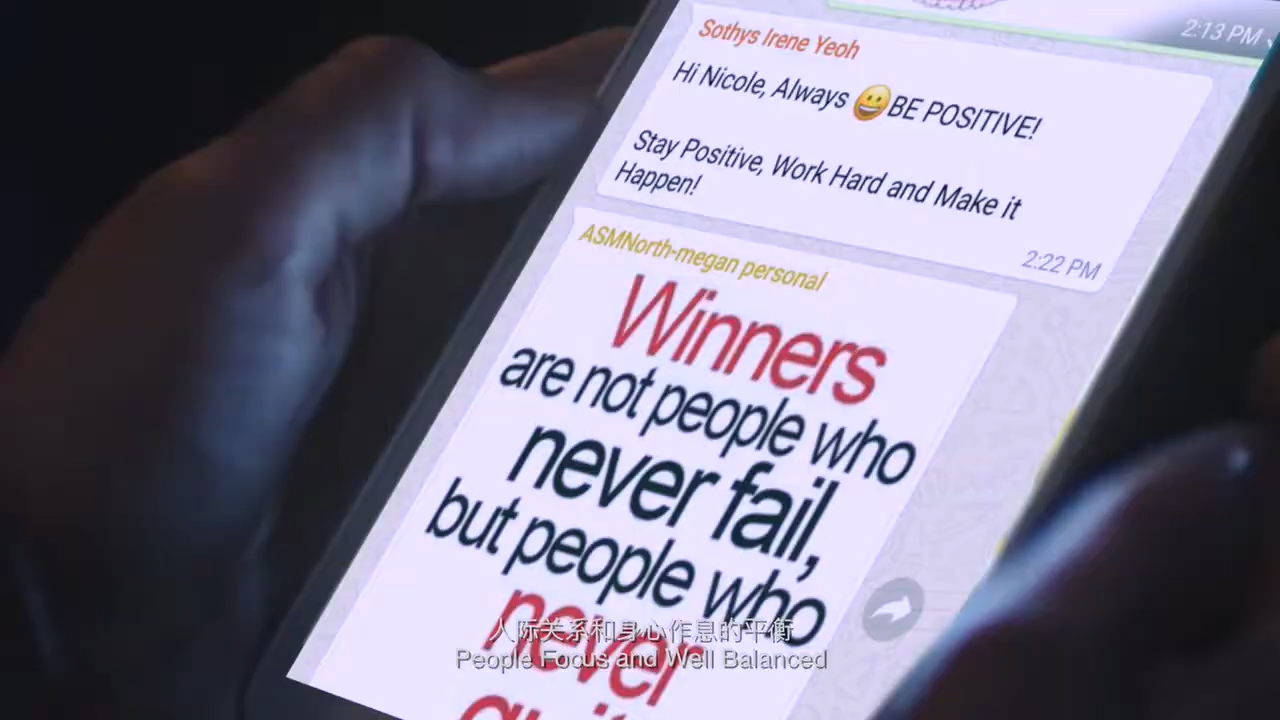 2:13 PM
Sothys Irene Yeoh
Hi Nicole, Always 😀BE POSITIVE!
Stay Positive, Work Hard and Make it
Happen!
2:22 PM
ASMNorth-megan personal
Winners
are not people who
never fail,
but people who
never
人际关系和身心作息的平衡
People Focus and Well Balanced